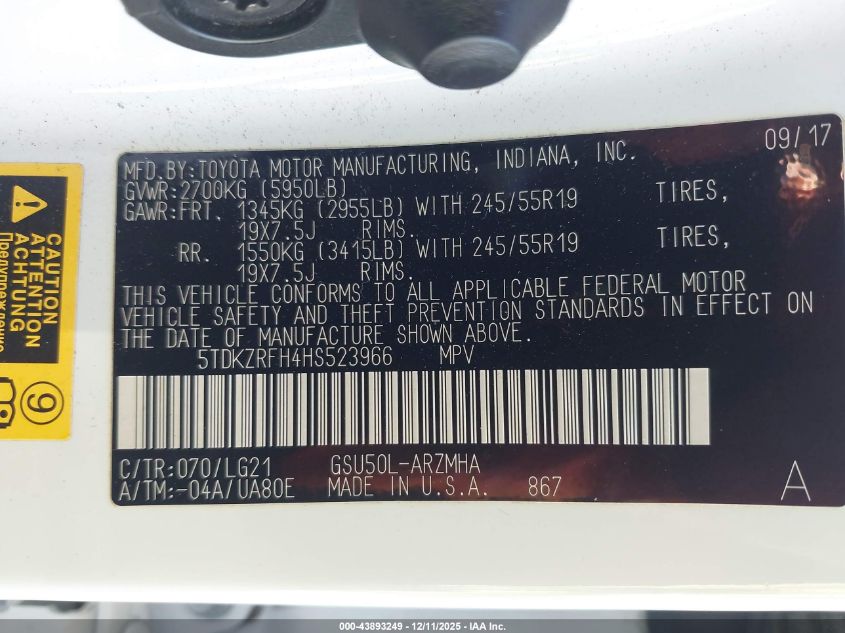 09/17
MFD.BY:TOYOTA MOTOR MANUFACTURING, INDIANA, INC.
GVWR:2700KG (5950LB)
GAWR:FRT. 1345KG (2955LB) WITH 245/55R19 TIRES,
19X7.5J RIMS.
RR. 1550KG (3415LB) WITH 245/55R19 TIRES,
19X7.5J RIMS.
THIS VEHICLE CONFORMS TO ALL APPLICABLE FEDERAL MOTOR
VEHICLE SAFETY AND THEFT PREVENTION STANDARDS IN EFFECT ON
THE DATE OF MANUFACTURE SHOWN ABOVE.
5TDKZRFH4HS523966 MPV
C/TR:070/LG21 GSU50L-ARZMHA
A/TM:-04A/UA80E MADE IN U.S.A. 867 A
CAUTION
ATTENTION
ACHTUNG
Предупреждение
9
000-43893249 - 12/11/2025 - IAA Inc.